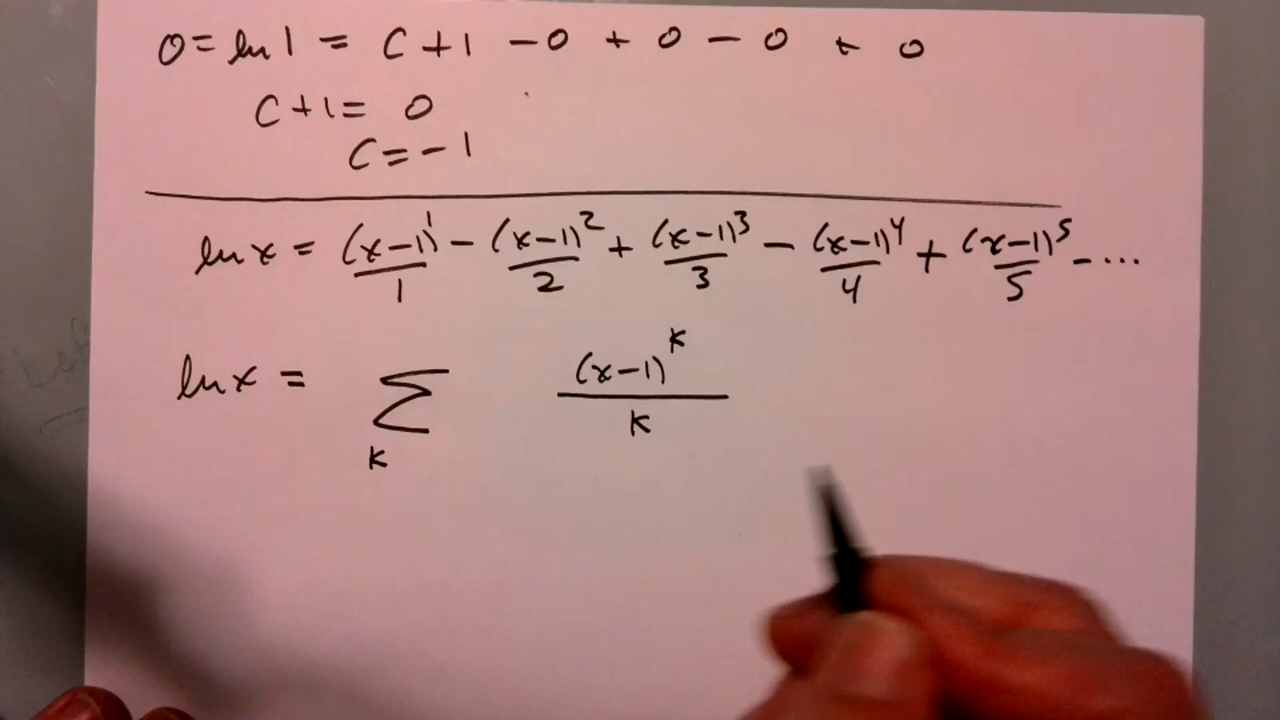 0 = ln 1 = C + 1 - 0 + 0 - 0 + 0
C + 1 = 0
C = - 1
ln x = (x-1)^1/1 - (x-1)^2/2 + (x-1)^3/3 - (x-1)^4/4 + (x-1)^5/5 - ...
ln x = Σ_k (x-1)^k/k